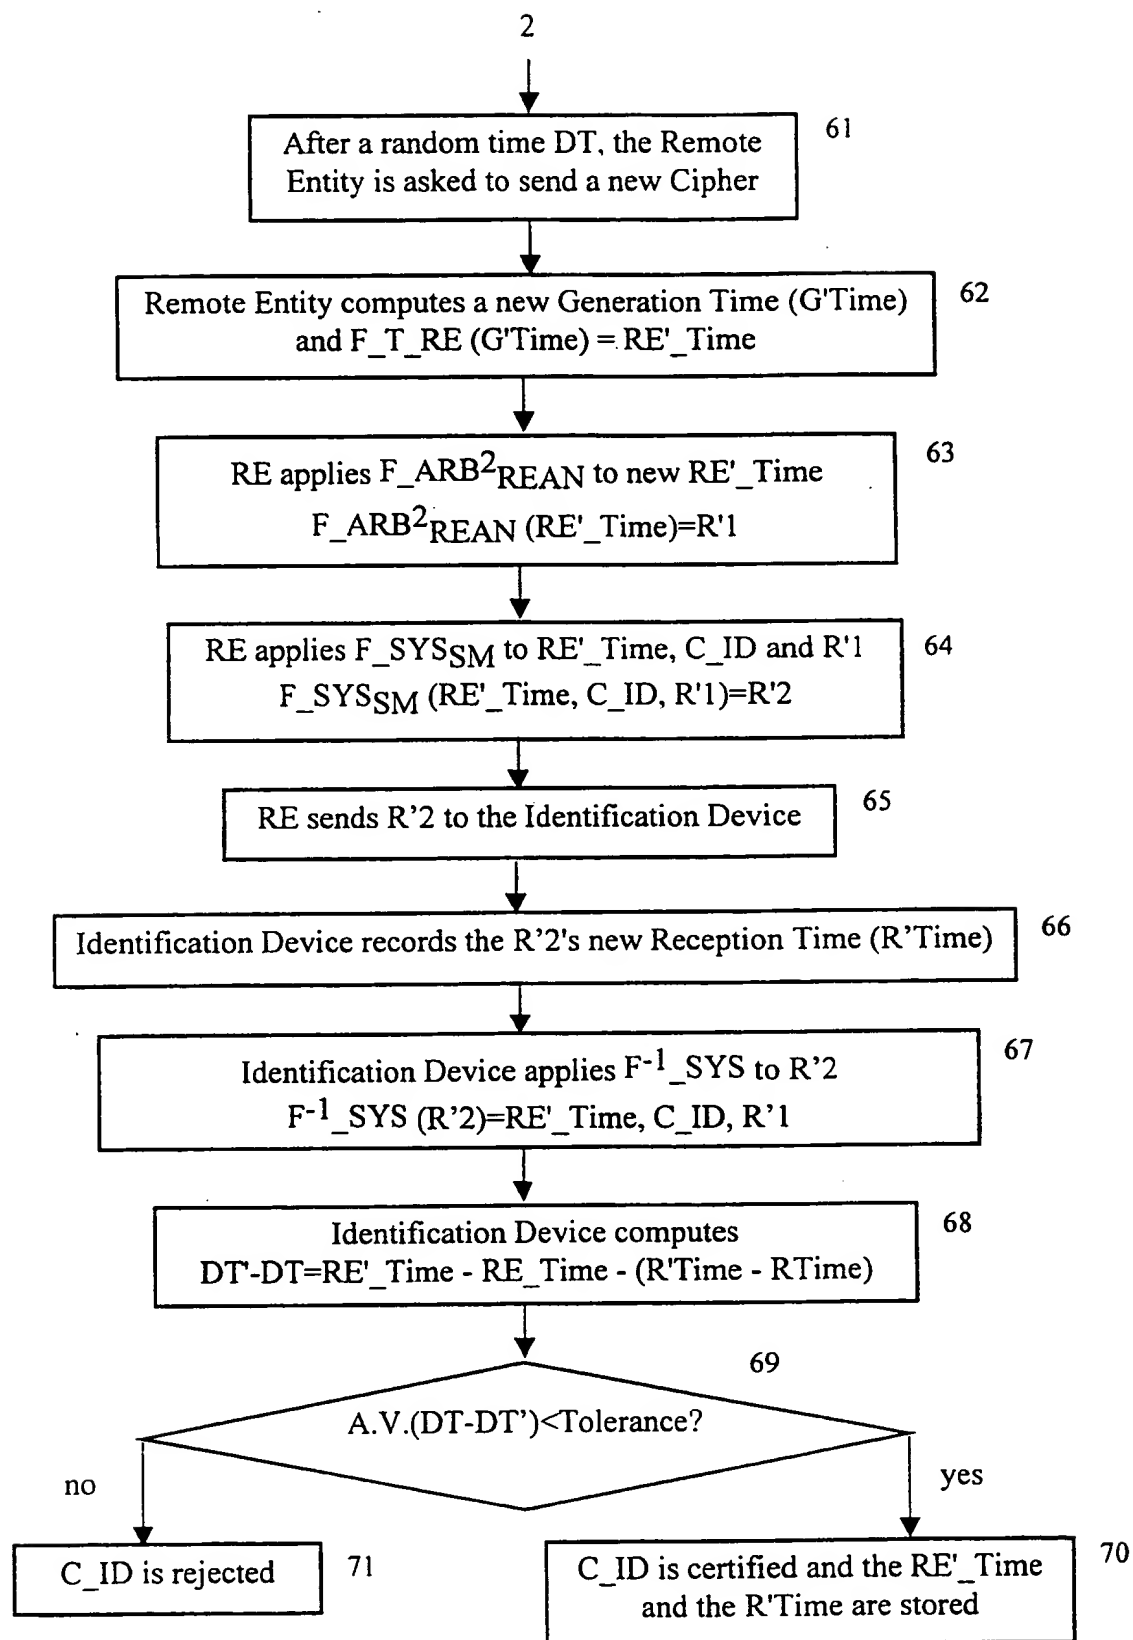 2
After a random time DT, the Remote
Entity is asked to send a new Cipher
61
Remote Entity computes a new Generation Time (G'Time)
and F_T_RE (G'Time) = RE'_Time
62
RE applies F_ARB²REAN to new RE'_Time
F_ARB²REAN (RE'_Time)=R'1
63
RE applies F_SYSSM to RE'_Time, C_ID and R'1
F_SYSSM (RE'_Time, C_ID, R'1)=R'2
64
RE sends R’2 to the Identification Device
65
Identification Device records the R’2's new Reception Time (R’Time)
66
Identification Device applies F⁻¹_SYS to R’2
F⁻¹_SYS (R’2)=RE'_Time, C_ID, R’1
67
Identification Device computes
DT'-DT=RE'_Time - RE_Time - (R'Time - RTime)
68
69
A.V.(DT-DT’)<Tolerance?
no
yes
C_ID is rejected
71
C_ID is certified and the RE'_Time
and the R'Time are stored
70